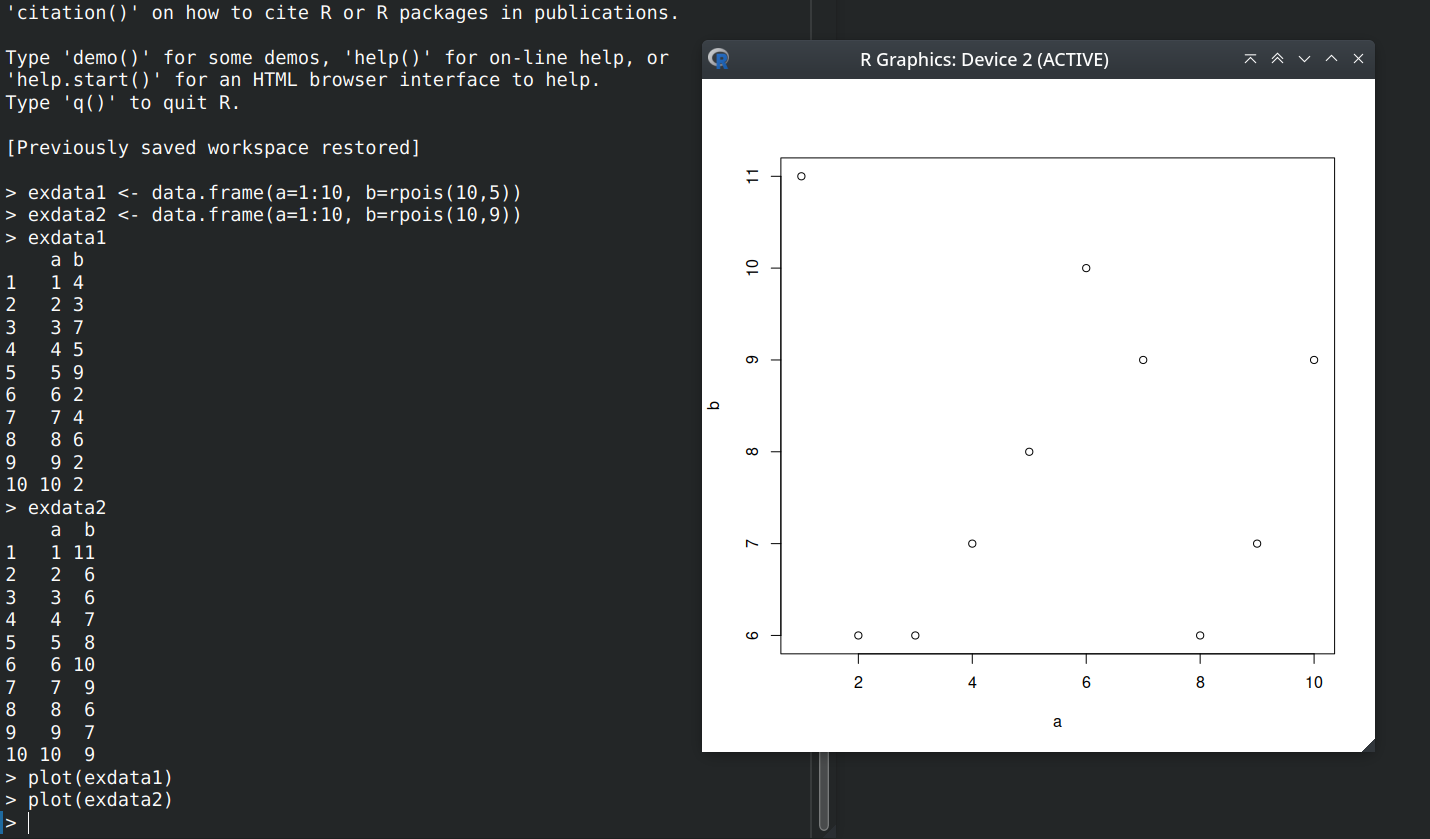 'citation()' on how to cite R or R packages in publications.
Type 'demo()' for some demos, 'help()' for on-line help, or
'help.start()' for an HTML browser interface to help.
Type 'q()' to quit R.
[Previously saved workspace restored]
> exdata1 <- data.frame(a=1:10, b=rpois(10,5))
> exdata2 <- data.frame(a=1:10, b=rpois(10,9))
> exdata1
    a b
1   1 4
2   2 3
3   3 7
4   4 5
5   5 9
6   6 2
7   7 4
8   8 6
9   9 2
10 10 2
> exdata2
    a  b
1   1 11
2   2  6
3   3  6
4   4  7
5   5  8
6   6 10
7   7  9
8   8  6
9   9  7
10 10  9
> plot(exdata1)
> plot(exdata2)
>
R Graphics: Device 2 (ACTIVE)
11
10
9
8
7
6
b
2 4 6 8 10
a